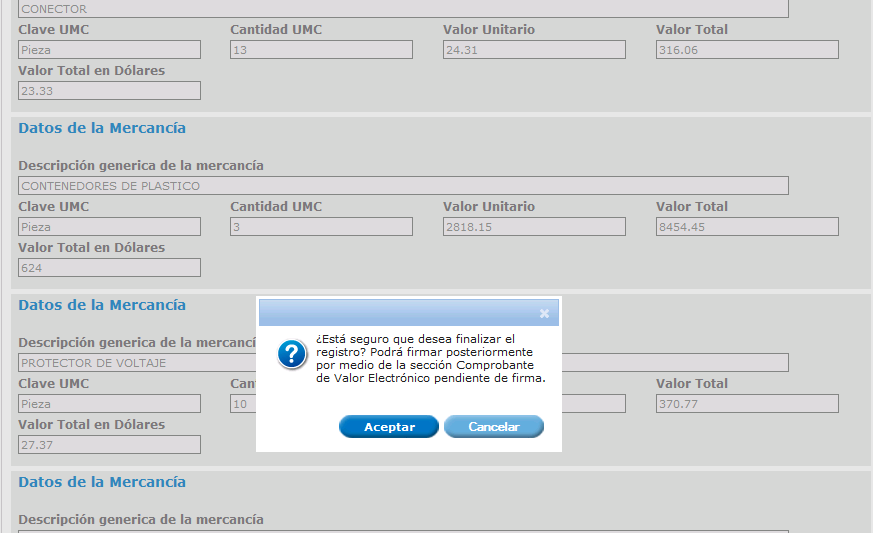 CONECTOR
Clave UMC Cantidad UMC Valor Unitario Valor Total
Pieza 13 24.31 316.06
Valor Total en Dólares
23.33
Datos de la Mercancía
Descripción generica de la mercancía
CONTENEDORES DE PLASTICO
Clave UMC Cantidad UMC Valor Unitario Valor Total
Pieza 3 2818.15 8454.45
Valor Total en Dólares
624
Datos de la Mercancía
Descripción generica de la mercancí
PROTECTOR DE VOLTAJE
Clave UMC Can Valor Total
Pieza 10 370.77
Valor Total en Dólares
27.37
¿Está seguro que desea finalizar el
registro? Podrá firmar posteriormente
por medio de la sección Comprobante
de Valor Electrónico pendiente de firma.
Aceptar Cancelar
Datos de la Mercancía
Descripción generica de la mercancía